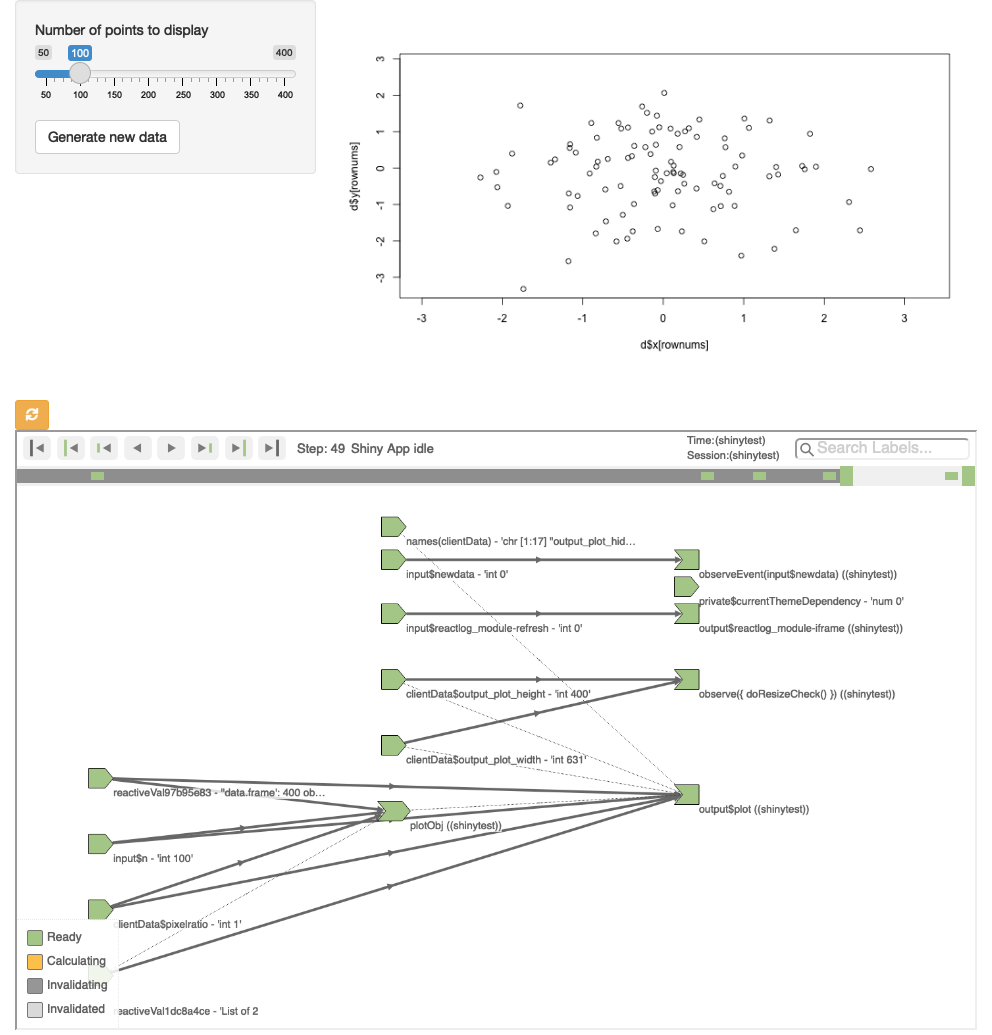 Number of points to display
50 100 400
50 100 150 200 250 300 350 400
Generate new data
d$y[rownums]
3
2
1
0
-1
-2
-3
-3 -2 -1 0 1 2 3
d$x[rownums]
Step: 49 Shiny App idle
Time:(shinytest)
Session:(shinytest)
Search Labels...
names(clientData) - 'chr [1:17] "output_plot_hid...
input$newdata - 'int 0'
observeEvent(input$newdata) ((shinytest))
private$currentThemeDependency - 'num 0'
input$reactlog_module-refresh - 'int 0'
output$reactlog_module-iframe ((shinytest))
clientData$output_plot_height - 'int 400'
observe({ doResizeCheck() }) ((shinytest))
clientData$output_plot_width - 'int 631'
reactiveVal97b95e83 - "data.frame': 400 ob...
output$plot ((shinytest))
plotObj ((shinytest))
input$n - 'int 100'
lientData$pixelratio - 'int 1'
Ready
Calculating
Invalidating
Invalidated
eactiveVal1dc8a4ce - 'List of 2